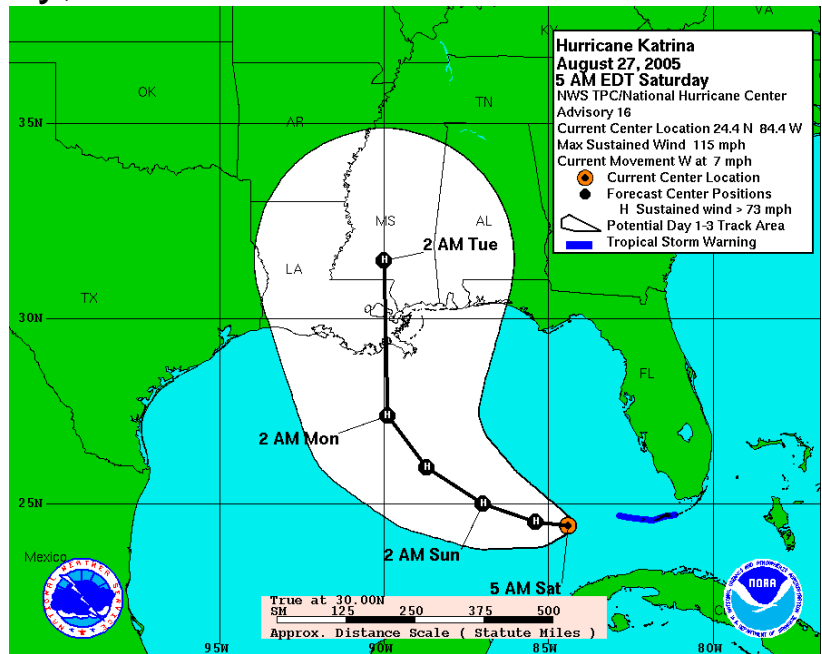 y,
KY
VA
Hurricane Katrina
August 27, 2005
5 AM EDT Saturday
NWS TPC/National Hurricane Center
Advisory 16
Current Center Location 24.4 N 84.4 W
Max Sustained Wind 115 mph
Current Movement W at 7 mph
Current Center Location
Forecast Center Positions
H Sustained wind > 73 mph
Potential Day 1-3 Track Area
Tropical Storm Warning
OK
TN
AR
35N
MS
AL
2 AM Tue
H
LA
TX
30N
FL
H
2 AM Mon
H
25N
H
H
2 AM Sun
Mexico
5 AM Sat
NATIONAL WEATHER SERVICE
NOAA
True at 30.00N
SM 125 250 375 500
Approx. Distance Scale ( Statute Miles )
95W
90W
85W
80W